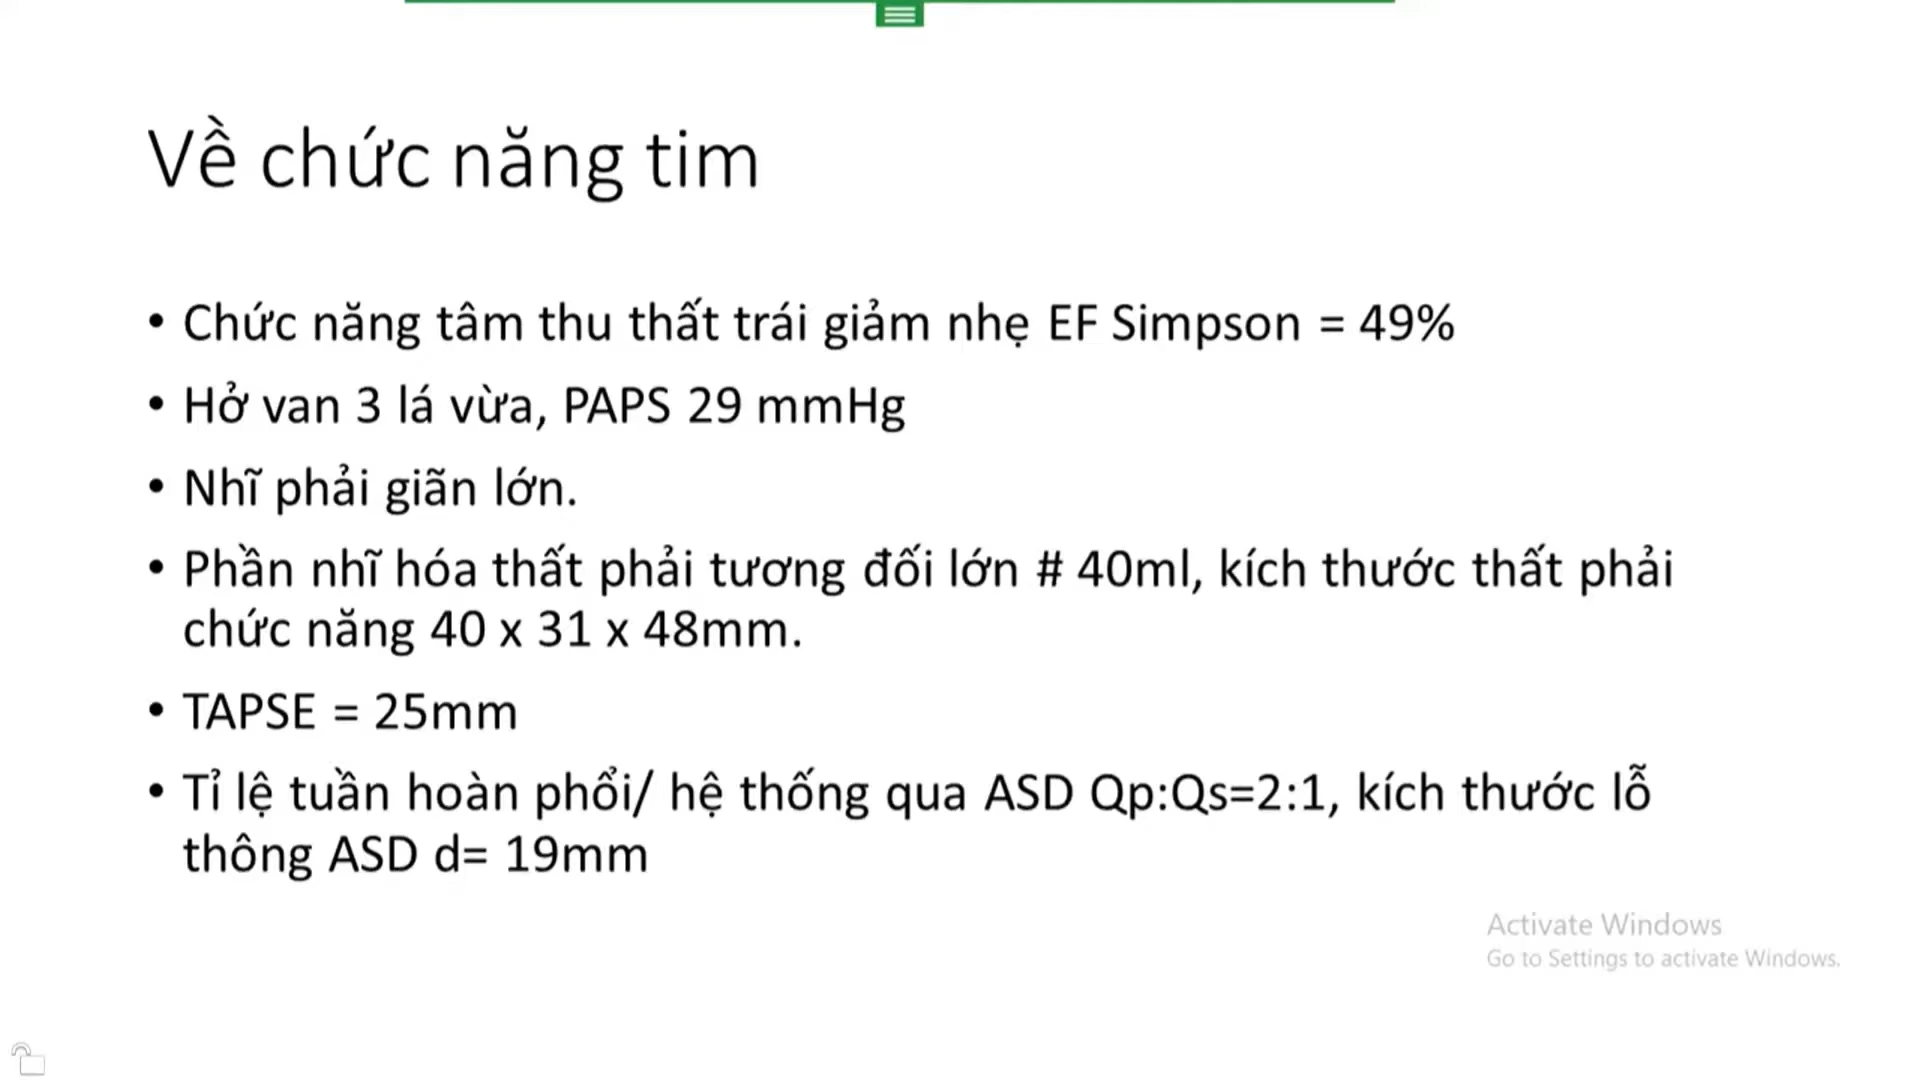 Về chức năng tim
• Chức năng tâm thu thất trái giảm nhẹ EF Simpson = 49%
• Hở van 3 lá vừa, PAPS 29 mmHg
• Nhĩ phải giãn lớn.
• Phần nhĩ hóa thất phải tương đối lớn # 40ml, kích thước thất phải
chức năng 40 x 31 x 48mm.
• TAPSE = 25mm
• Tỉ lệ tuần hoàn phổi/ hệ thống qua ASD Qp:Qs=2:1, kích thước lỗ
thông ASD d= 19mm
Activate Windows
Go to Settings to activate Windows.